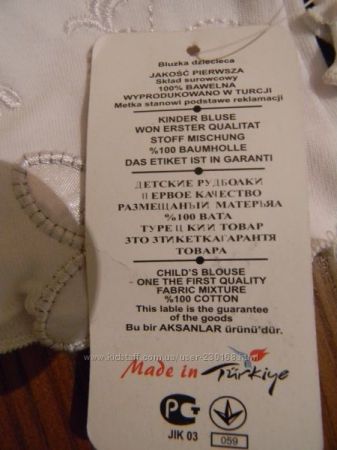 Bluzka dziecieca
JAKOŚĆ PIERWSZA
Skład surowcowy
100% BAWELNA
WYPRODUKOWANO W TURCJI
Metka stanowi podstawe reklamacji
KINDER BLUSE
WON ERSTER QUALITAT
STOFF MISCHUNG
%100 BAUMHOLLE
DAS ETIKET IST IN GARANTI
ДЕТСКИЕ РУДБОЛКИ
ПЕРВОЕ КАЧЕСТВО
РАЗМЕЩАНЫЙ МАТЕРЪЯА
%100 ВАТА
ТУРЕЦКИЙ ТОВАР
ЗТО ЗТИКЕТКАГАРАНТЯ
ТОВАРА
CHILD'S BLOUSE
- ONE THE FIRST QUALITY
FABRIC MIXTURE
%100 COTTON
This lable is the guarantee
of the goods
Bu bir AKSANLAR ürünü'dür.
Made in Türkiye
JIK 03
059